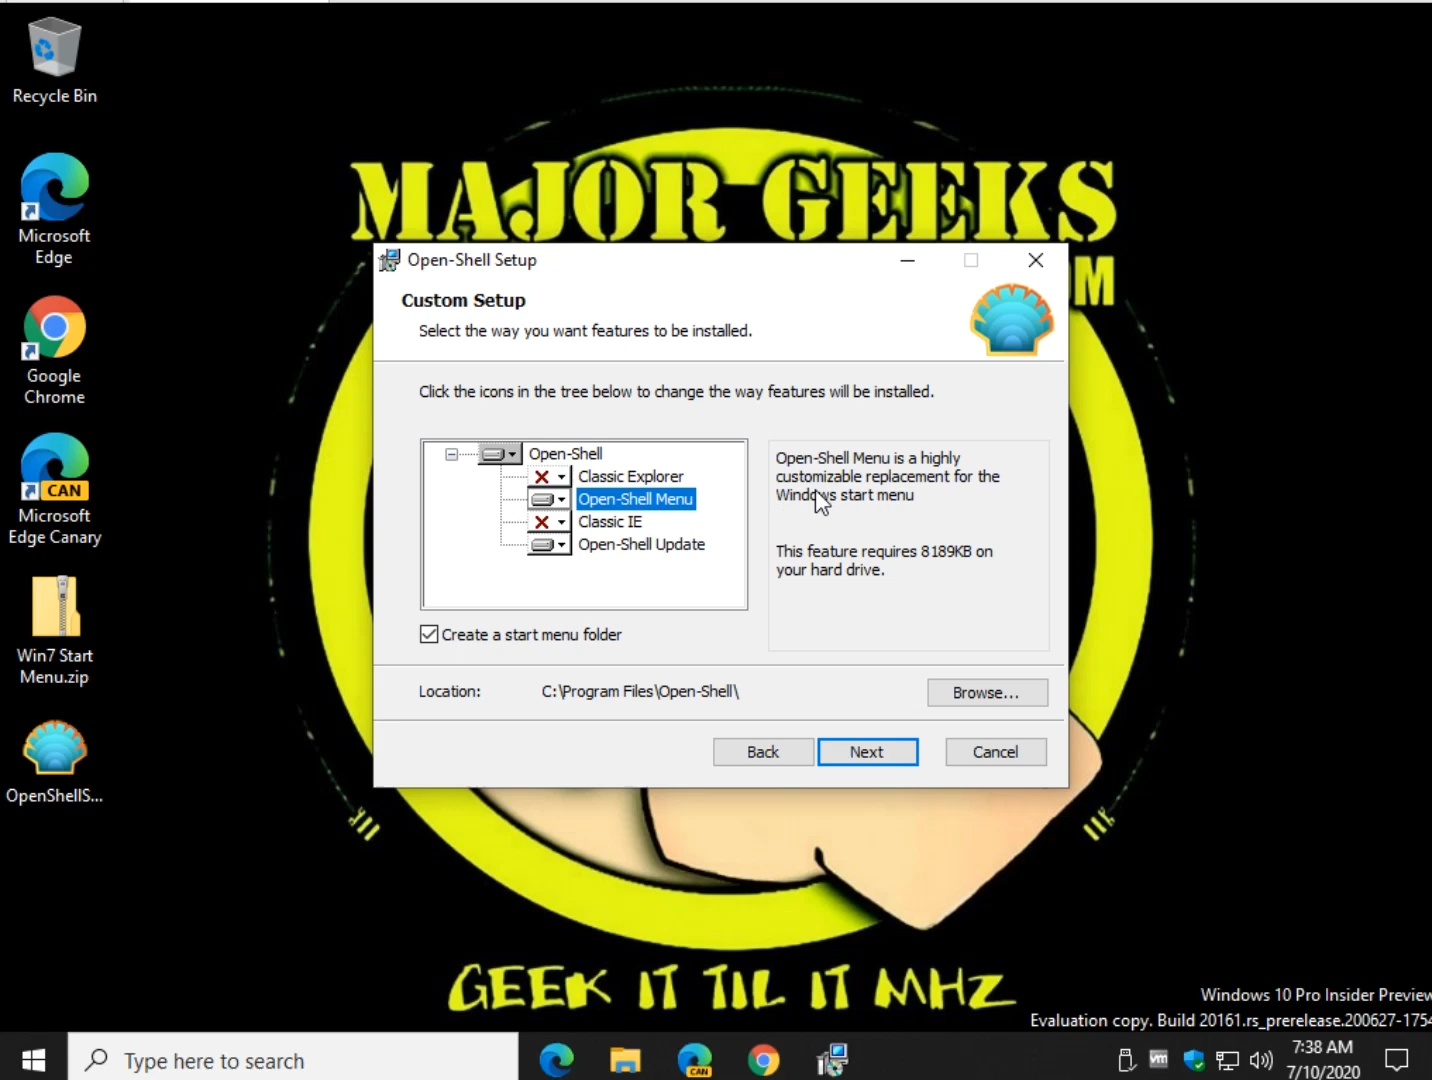 Recycle Bin
Microsoft
Edge
Google
Chrome
CAN
Microsoft
Edge Canary
Win7 Start
Menu.zip
OpenShellS...
MAJOR GEEKS
OM
Open-Shell Setup
Custom Setup
Select the way you want features to be installed.
Click the icons in the tree below to change the way features will be installed.
Open-Shell
Classic Explorer
Open-Shell Menu
Classic IE
Open-Shell Update
Open-Shell Menu is a highly
customizable replacement for the
Windows start menu
This feature requires 8189KB on
your hard drive.
Create a start menu folder
Location: C:\Program Files\Open-Shell\ Browse...
Back Next Cancel
GEEK IT TIL IT MHZ
Windows 10 Pro Insider Preview
Evaluation copy. Build 20161.rs_prerelease.200627-1754
Type here to search
CAN
vm
7:38 AM
7/10/2020